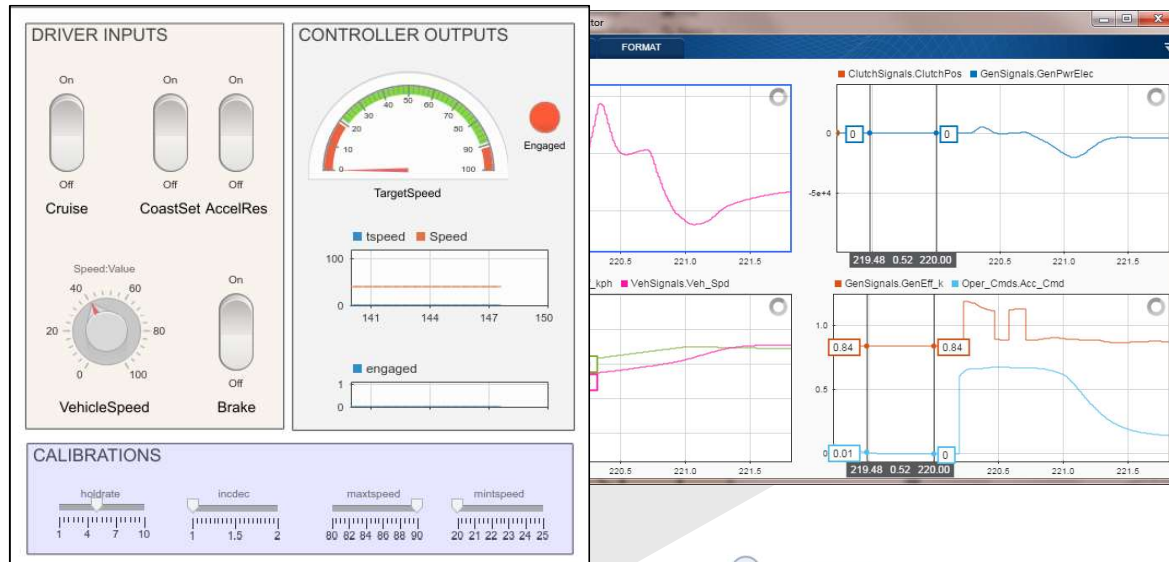 DRIVER INPUTS
On On On
Off Off Off
Cruise CoastSet AccelRes
Speed:Value
0 20 40 60 80 100
VehicleSpeed
On
Off
Brake
CONTROLLER OUTPUTS
0 10 20 30 40 50 60 70 80 90 100
TargetSpeed
Engaged
tspeed Speed
100
0
141 144 147 150
engaged
1
0
141 144 147 150
CALIBRATIONS
holdrate incdec maxtspeed mintspeed
1 4 7 10 1 1.5 2 80 82 84 86 88 90 20 21 22 23 24 25
tor
FORMAT
220.5 221.0 221.5
ClutchSignals.ClutchPos GenSignals.GenPwrElec
0 0 0
-5e+4
219.48 0.52 220.00 220.5 221.0 221.5
_kph VehSignals.Veh_Spd
220.5 221.0 221.5
GenSignals.GenEff_k Oper_Cmds.Acc_Cmd
1.0
0.84 0.84
0.5
0 0.01 0
219.48 0.52 220.00 220.5 221.0 221.5